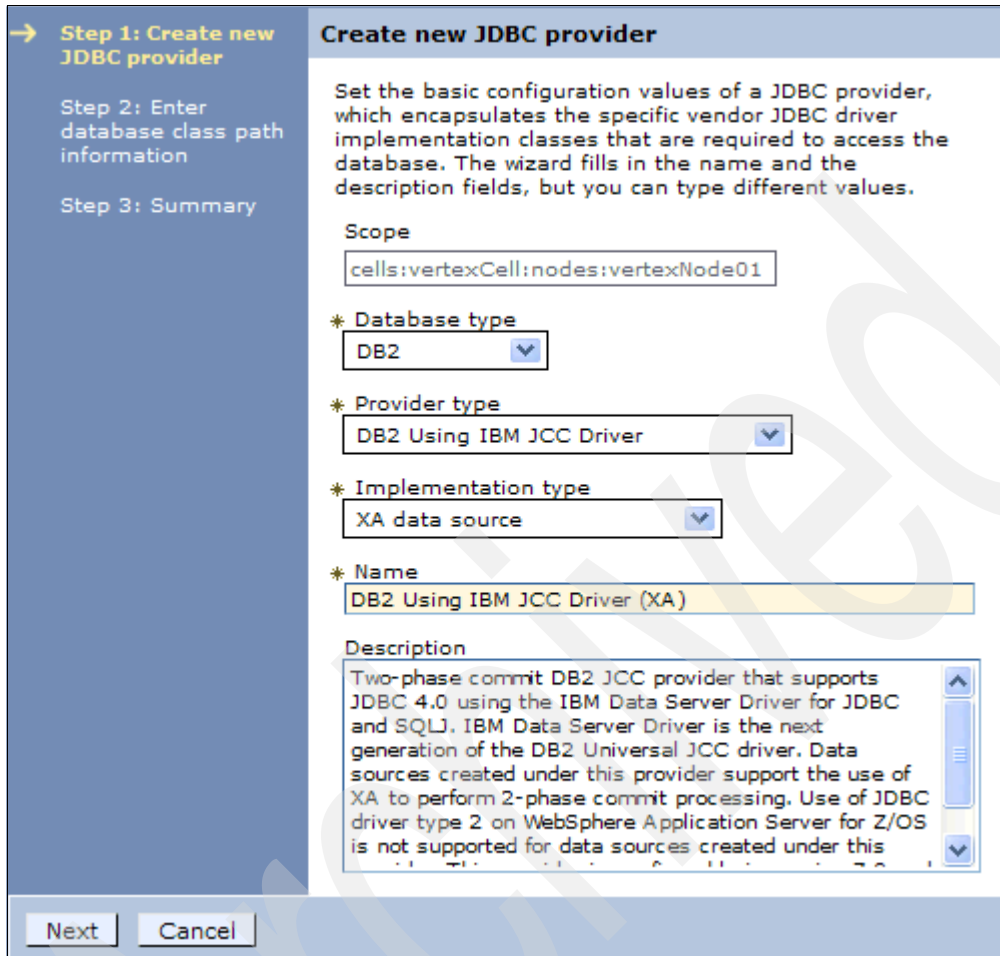 Step 1: Create new
JDBC provider
Step 2: Enter
database class path
information
Step 3: Summary
Create new JDBC provider
Set the basic configuration values of a JDBC provider,
which encapsulates the specific vendor JDBC driver
implementation classes that are required to access the
database. The wizard fills in the name and the
description fields, but you can type different values.
Scope
cells:vertexCell:nodes:vertexNode01
* Database type
DB2
* Provider type
DB2 Using IBM JCC Driver
* Implementation type
XA data source
* Name
DB2 Using IBM JCC Driver (XA)
Description
Two-phase commit DB2 JCC provider that supports
JDBC 4.0 using the IBM Data Server Driver for JDBC
and SQLJ. IBM Data Server Driver is the next
generation of the DB2 Universal JCC driver. Data
sources created under this provider support the use of
XA to perform 2-phase commit processing. Use of JDBC
driver type 2 on WebSphere Application Server for Z/OS
is not supported for data sources created under this
Next
Cancel